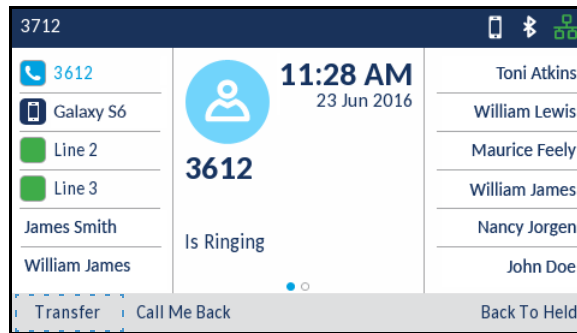 3712
3612
Galaxy S6
Line 2
Line 3
James Smith
William James
11:28 AM
23 Jun 2016
3612
Is Ringing
Toni Atkins
William Lewis
Maurice Feely
William James
Nancy Jorgen
John Doe
Transfer
Call Me Back
Back To Held